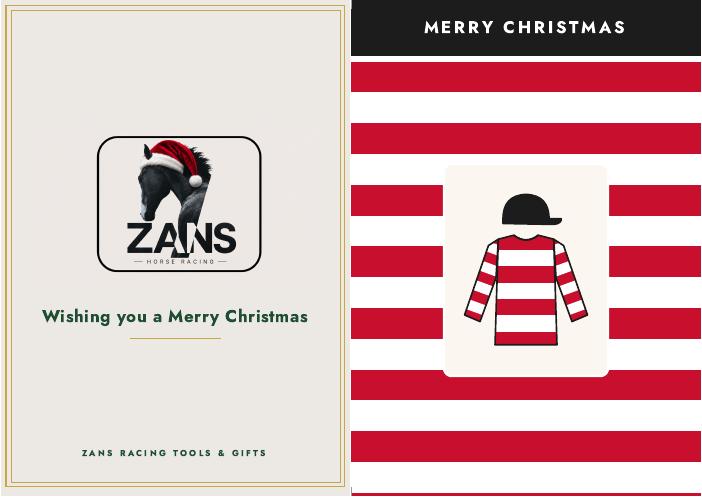 ZANS
HORSE RACING
Wishing you a Merry Christmas
ZANS RACING TOOLS & GIFTS
MERRY CHRISTMAS